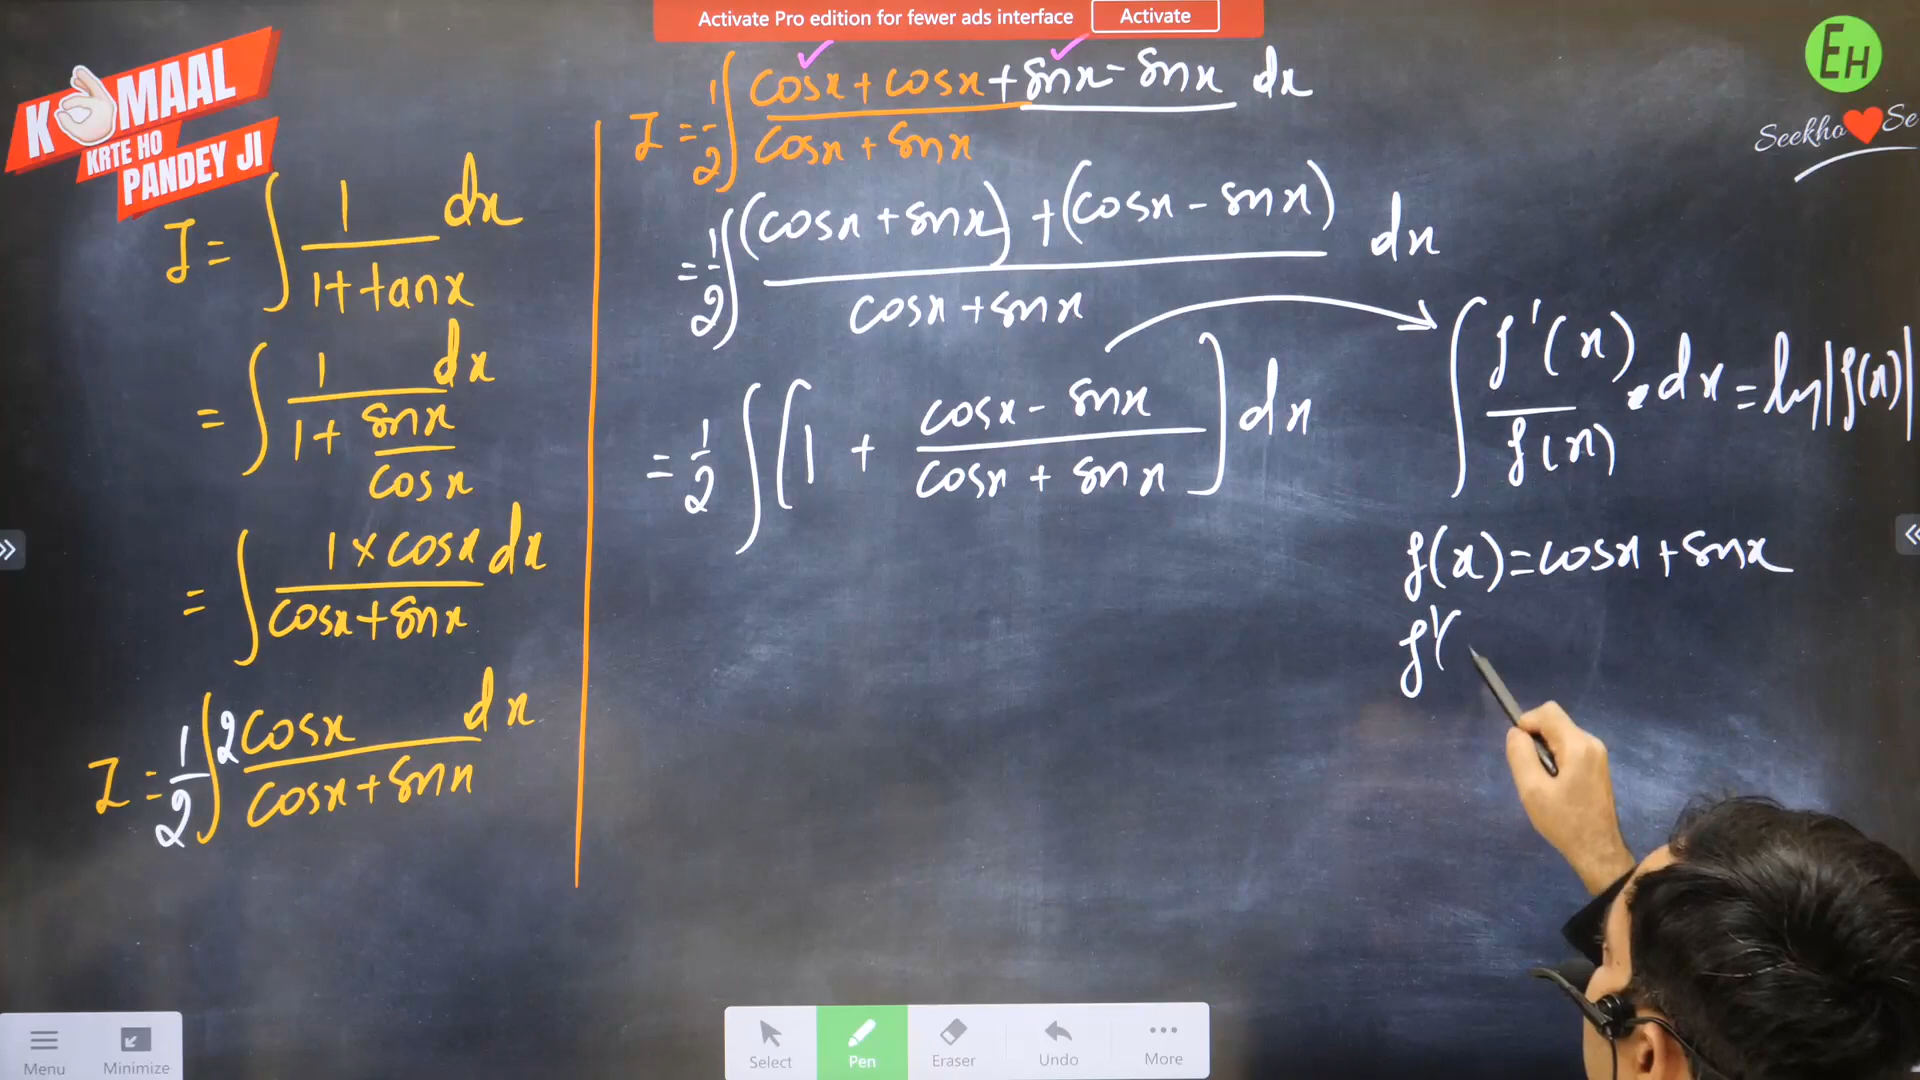 Activate Pro edition for fewer ads interface Activate
EH
Seekho Se
K MAAL
KRTE HO
PANDEY JI
I = ∫ 1/(1+tanx) dx
= ∫ 1/(1+ sinx/cosx) dx
= ∫ 1×cosx/(cosx+sinx) dx
I = 1/2 ∫ 2cosx/(cosx+sinx) dx
I = 1/2 ∫ (cosx+cosx+sinx-sinx)/(cosx+sinx) dx
= 1/2 ∫ ((cosx+sinx)+(cosx-sinx))/(cosx+sinx) dx
= 1/2 ∫ [1 + (cosx-sinx)/(cosx+sinx)] dx
∫ f'(x)/f(x) . dx = ln|f(x)|
f(x)=cosx+sinx
f'(
Menu Minimize Select Pen Eraser Undo More